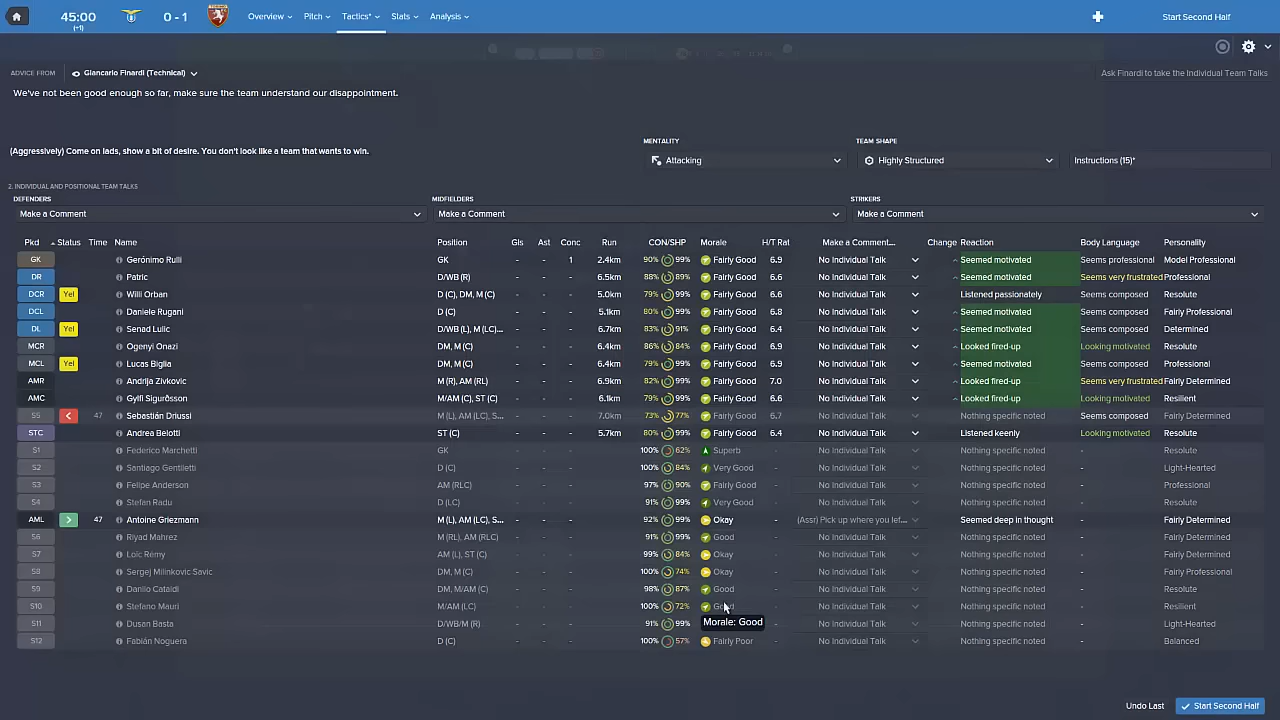 45:00 0 - 1 Overview Pitch Tactics* Stats Analysis Start Second Half
(+1)
ADVICE FROM Giancarlo Finardi (Technical) Ask Finardi to take the Individual Team Talks
We've not been good enough so far, make sure the team understand our disappointment.
MENTALITY TEAM SHAPE
(Aggressively) Come on lads, show a bit of desire. You don't look like a team that wants to win.
Attacking Highly Structured Instructions (15)*
2. INDIVIDUAL AND POSITIONAL TEAM TALKS
DEFENDERS MIDFIELDERS STRIKERS
Make a Comment Make a Comment Make a Comment
Pkd Status Time Name Position Gls Ast Conc Run CON/SHP Morale H/T Rat Make a Comment... Change Reaction Body Language Personality
GK Gerónimo Rulli GK - - 1 2.4km 90% 99% Fairly Good 6.9 No Individual Talk Seemed motivated Seems professional Model Professional
DR Patric D/WB (R) - - - 6.5km 88% 89% Fairly Good 6.6 No Individual Talk Seemed motivated Seems very frustrated Professional
DCR Yel Willi Orban D (C), DM, M (C) - - - 5.0km 79% 99% Fairly Good 6.6 No Individual Talk Listened passionately Seems composed Resolute
DCL Daniele Rugani D (C) - - - 5.1km 80% 99% Fairly Good 6.8 No Individual Talk Seemed motivated Seems composed Fairly Professional
DL Yel Senad Lulic D/WB (L), M (LC)... - - - 6.7km 83% 91% Fairly Good 6.4 No Individual Talk Seemed motivated Seems composed Determined
MCR Ogenyi Onazi DM, M (C) - - - 6.4km 86% 84% Fairly Good 6.9 No Individual Talk Looked fired-up Looking motivated Resolute
MCL Yel Lucas Biglia DM, M (C) - - - 6.4km 79% 99% Fairly Good 6.9 No Individual Talk Seemed motivated Seems composed Professional
AMR Andrija Zivkovic M (R), AM (RL) - - - 6.9km 82% 99% Fairly Good 7.0 No Individual Talk Looked fired-up Seems very frustrated Fairly Determined
AMC Gylfi Sigurðsson M/AM (C), ST (C) - - - 6.1km 79% 99% Fairly Good 6.6 No Individual Talk Looked fired-up Looking motivated Resilient
S5 47 Sebastián Driussi M (L), AM (LC), S... - - - 7.0km 73% 77% Fairly Good 6.7 No Individual Talk Nothing specific noted Seems composed Fairly Determined
STC Andrea Belotti ST (C) - - - 5.7km 80% 99% Fairly Good 6.4 No Individual Talk Listened keenly Looking motivated Resolute
S1 Federico Marchetti GK 100% 62% Superb - No Individual Talk Nothing specific noted - Resolute
S2 Santiago Gentiletti D (C) 100% 84% Very Good - No Individual Talk Nothing specific noted - Light-Hearted
S3 Felipe Anderson AM (RLC) 97% 90% Fairly Good - No Individual Talk Nothing specific noted - Professional
S4 Stefan Radu D (LC) 91% 99% Very Good - No Individual Talk Nothing specific noted - Resolute
AML 47 Antoine Griezmann M (L), AM (LC), S... 92% 99% Okay - (Assr) Pick up where you lef... Seemed deep in thought - Fairly Determined
S6 Riyad Mahrez M (RL), AM (RLC) 91% 99% Good - No Individual Talk Nothing specific noted - Fairly Determined
S7 Loïc Rémy AM (L), ST (C) 99% 84% Okay - No Individual Talk Nothing specific noted - Fairly Determined
S8 Sergej Milinkovic Savic DM, M (C) 100% 74% Okay - No Individual Talk Nothing specific noted - Fairly Professional
S9 Danilo Cataldi DM, M/AM (C) 98% 87% Good - No Individual Talk Nothing specific noted - Resolute
S10 Stefano Mauri M/AM (LC) 100% 72% Good - No Individual Talk Nothing specific noted - Resilient
S11 Dusan Basta D/WB/M (R) 91% 99% Morale: Good - No Individual Talk Nothing specific noted - Light-Hearted
S12 Fabián Noguera D (C) 100% 57% Fairly Poor - No Individual Talk Nothing specific noted - Balanced
Undo Last Start Second Half